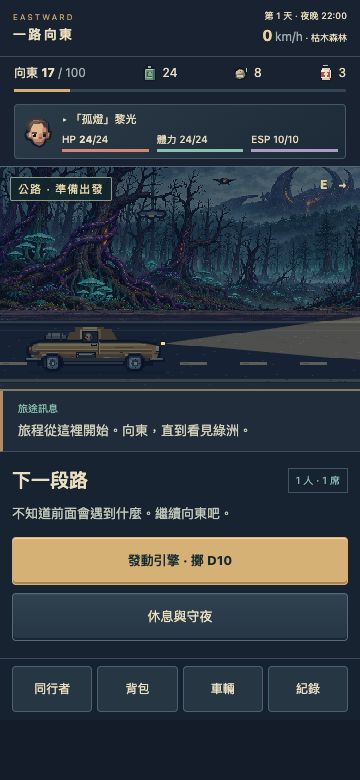 EASTWARD
一路向東
第 1 天 · 夜晚 22:00
0 km/h · 枯木森林
向東 17 / 100
24
8
3
▸ 「孤燈」黎光
HP 24/24
體力 24/24
ESP 10/10
公路 · 準備出發
E →
旅途訊息
旅程從這裡開始。向東，直到看見綠洲。
下一段路
1 人 · 1 席
不知道前面會遇到什麼。繼續向東吧。
發動引擎 · 擲 D10
休息與守夜
同行者
背包
車輛
紀錄